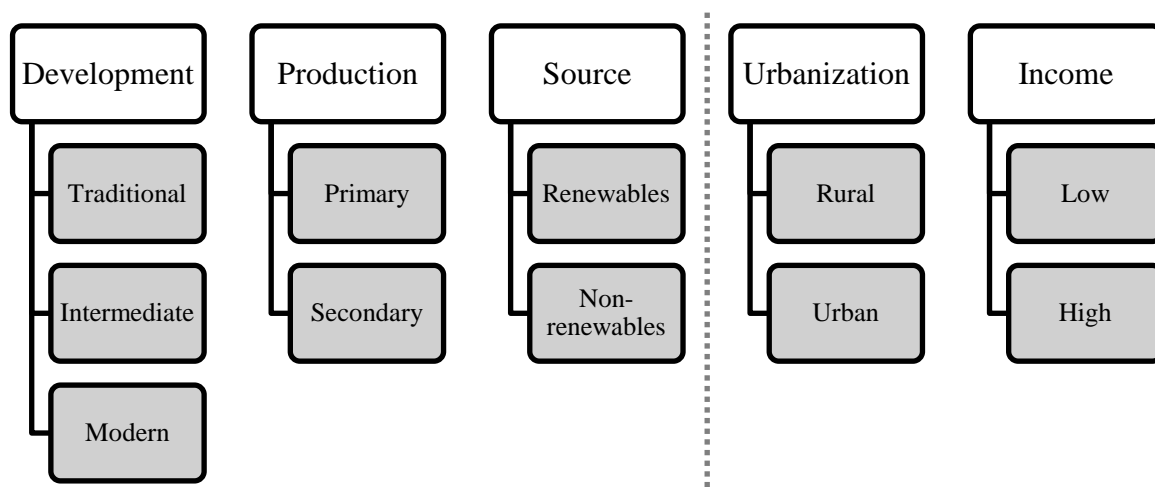 Development
Traditional
Intermediate
Modern
Production
Primary
Secondary
Source
Renewables
Non-
renewables
Urbanization
Rural
Urban
Income
Low
High